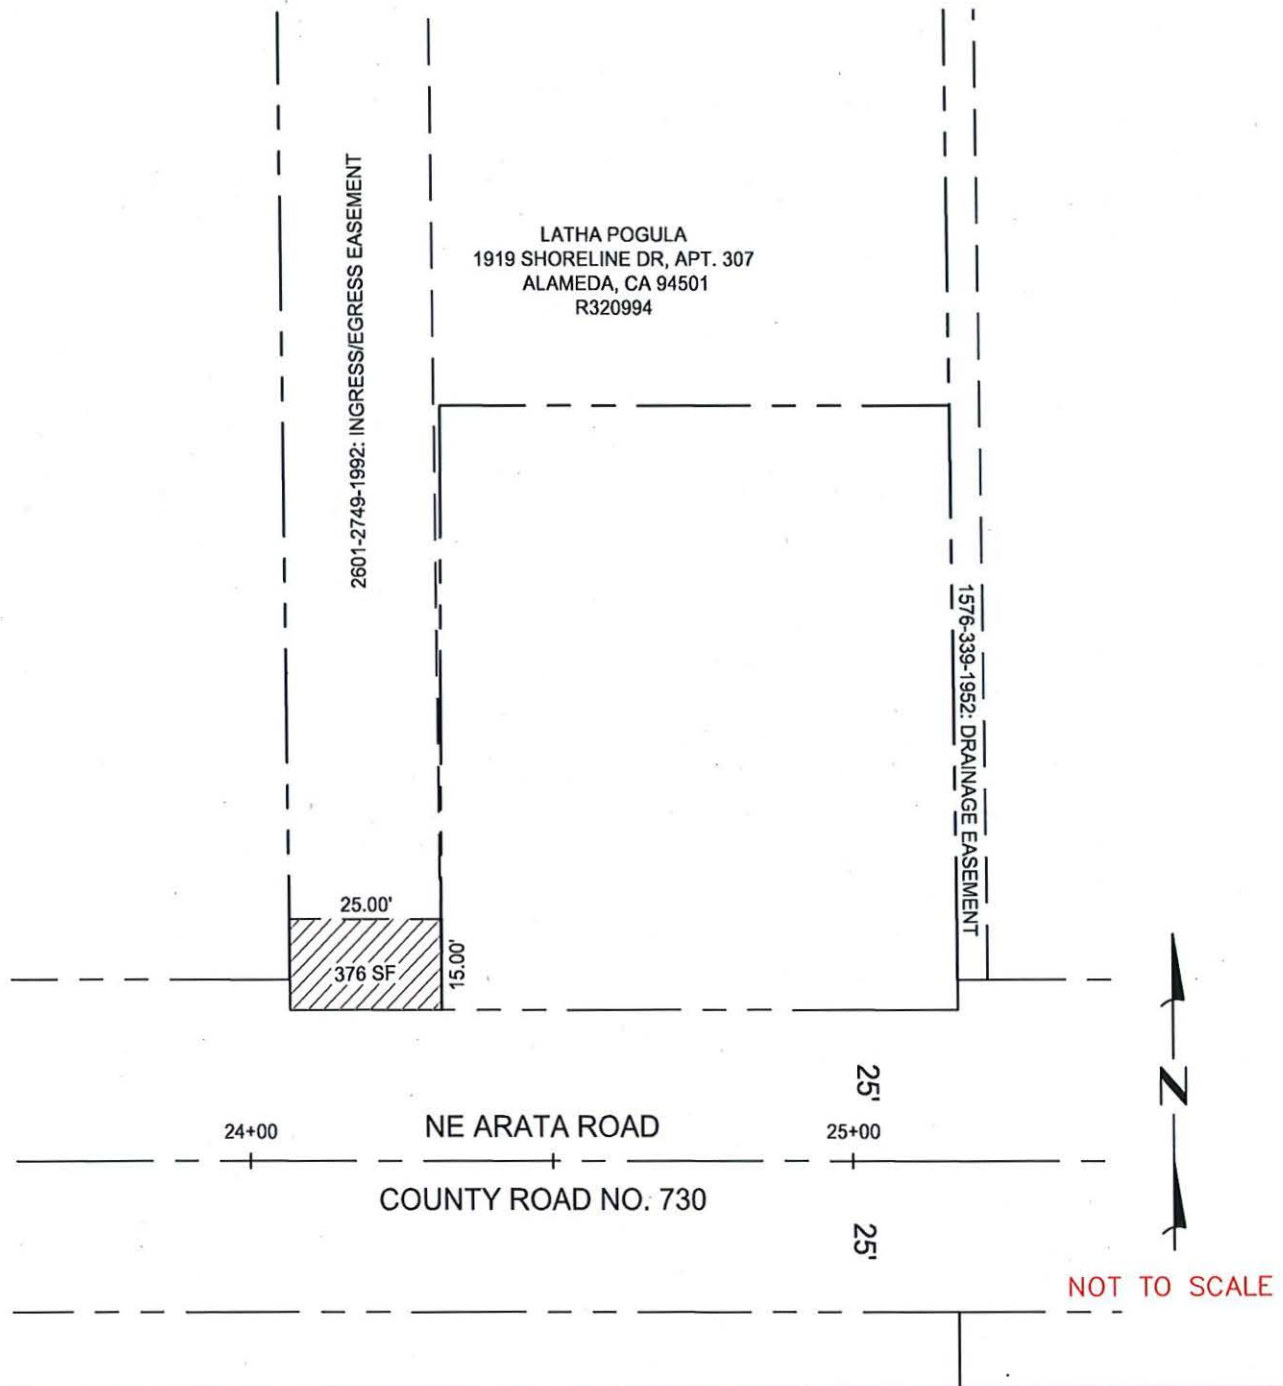 2601-2749-1992: INGRESS/EGRESS EASEMENT
LATHA POGULA
1919 SHORELINE DR, APT. 307
ALAMEDA, CA 94501
R320994
1576-339-1952: DRAINAGE EASEMENT
25.00'
376 SF
15.00'
25'
N
24+00
NE ARATA ROAD
25+00
COUNTY ROAD NO. 730
25'
NOT TO SCALE